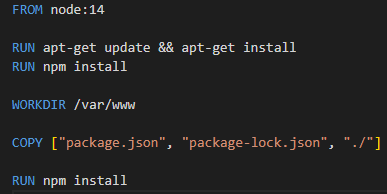 FROM node:14
RUN apt-get update && apt-get install
RUN npm install
WORKDIR /var/www
COPY ["package.json", "package-lock.json", "./"]
RUN npm install